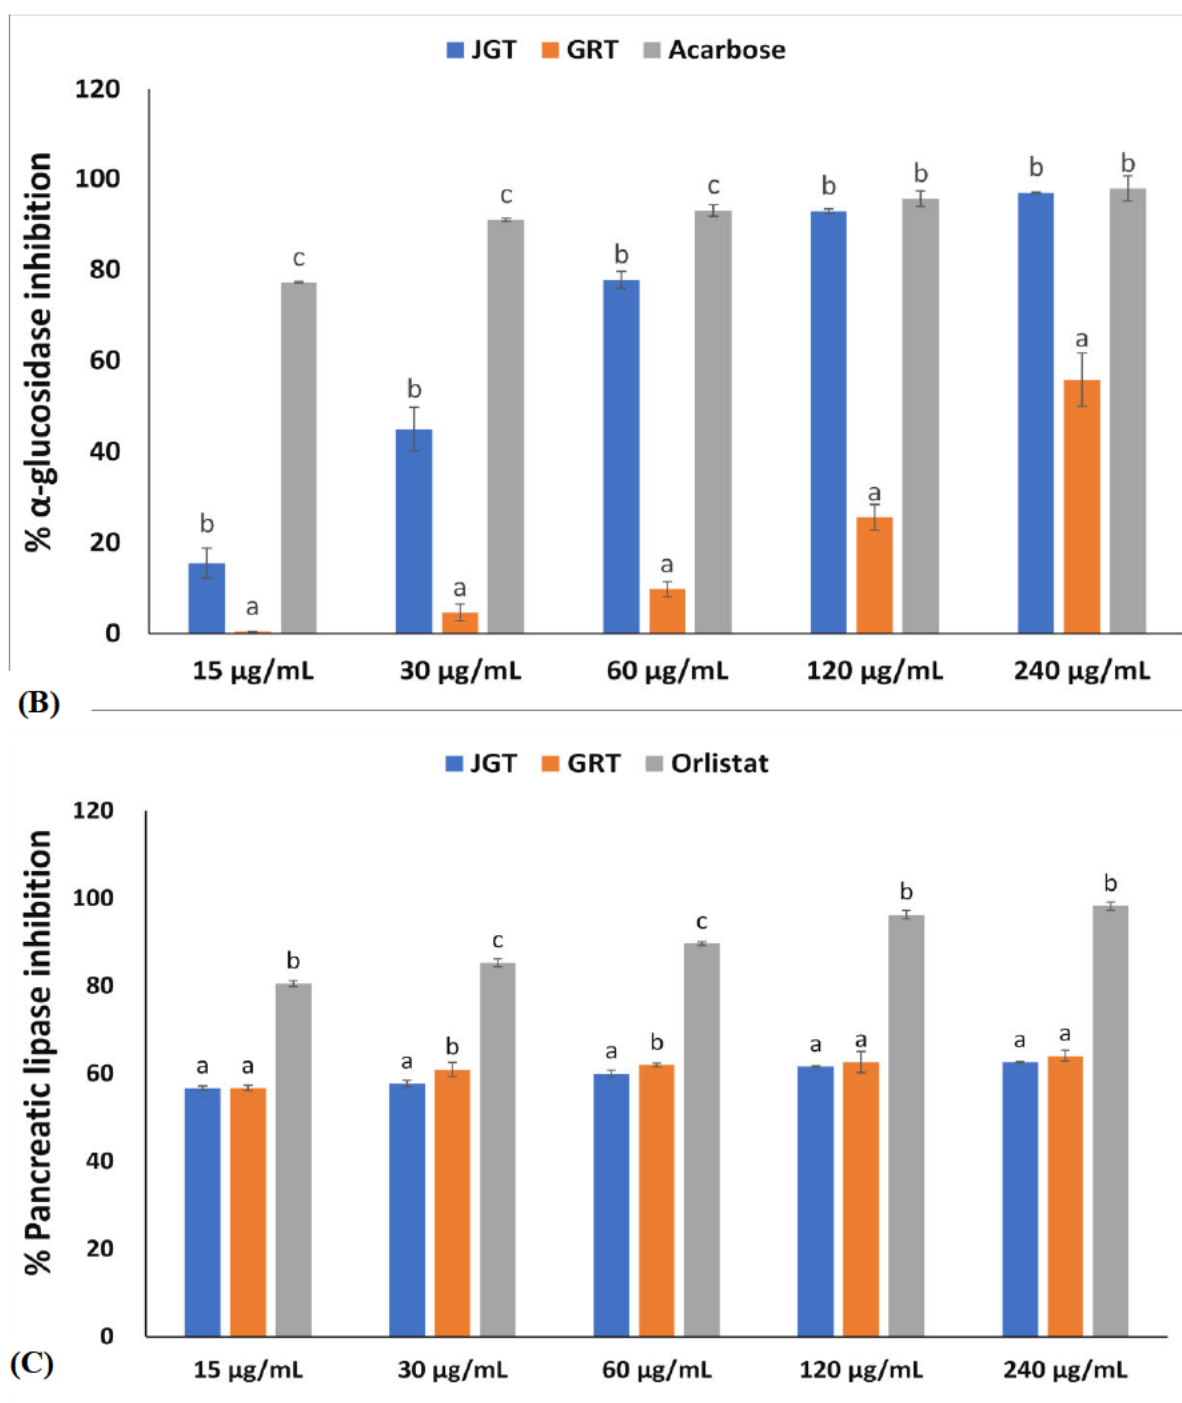 JGT GRT Acarbose
% α-glucosidase inhibition
120
100
80
60
40
20
0
b a c
b a c
b a c
b a b
b a b
15 µg/mL 30 µg/mL 60 µg/mL 120 µg/mL 240 µg/mL
(B)
JGT GRT Orlistat
% Pancreatic lipase inhibition
120
100
80
60
40
20
0
a a b
a b c
a b c
a a b
a a b
15 µg/mL 30 µg/mL 60 µg/mL 120 µg/mL 240 µg/mL
(C)